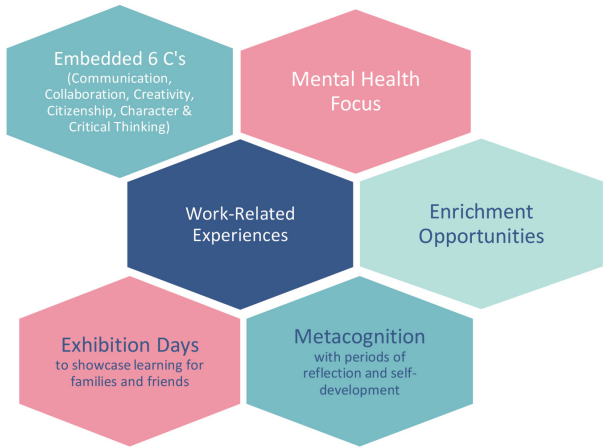 Embedded 6 C's
(Communication,
Collaboration, Creativity,
Citizenship, Character &
Critical Thinking)
Mental Health
Focus
Work-Related
Experiences
Enrichment
Opportunities
Exhibition Days
to showcase learning for
families and friends
Metacognition
with periods of
reflection and self-
development